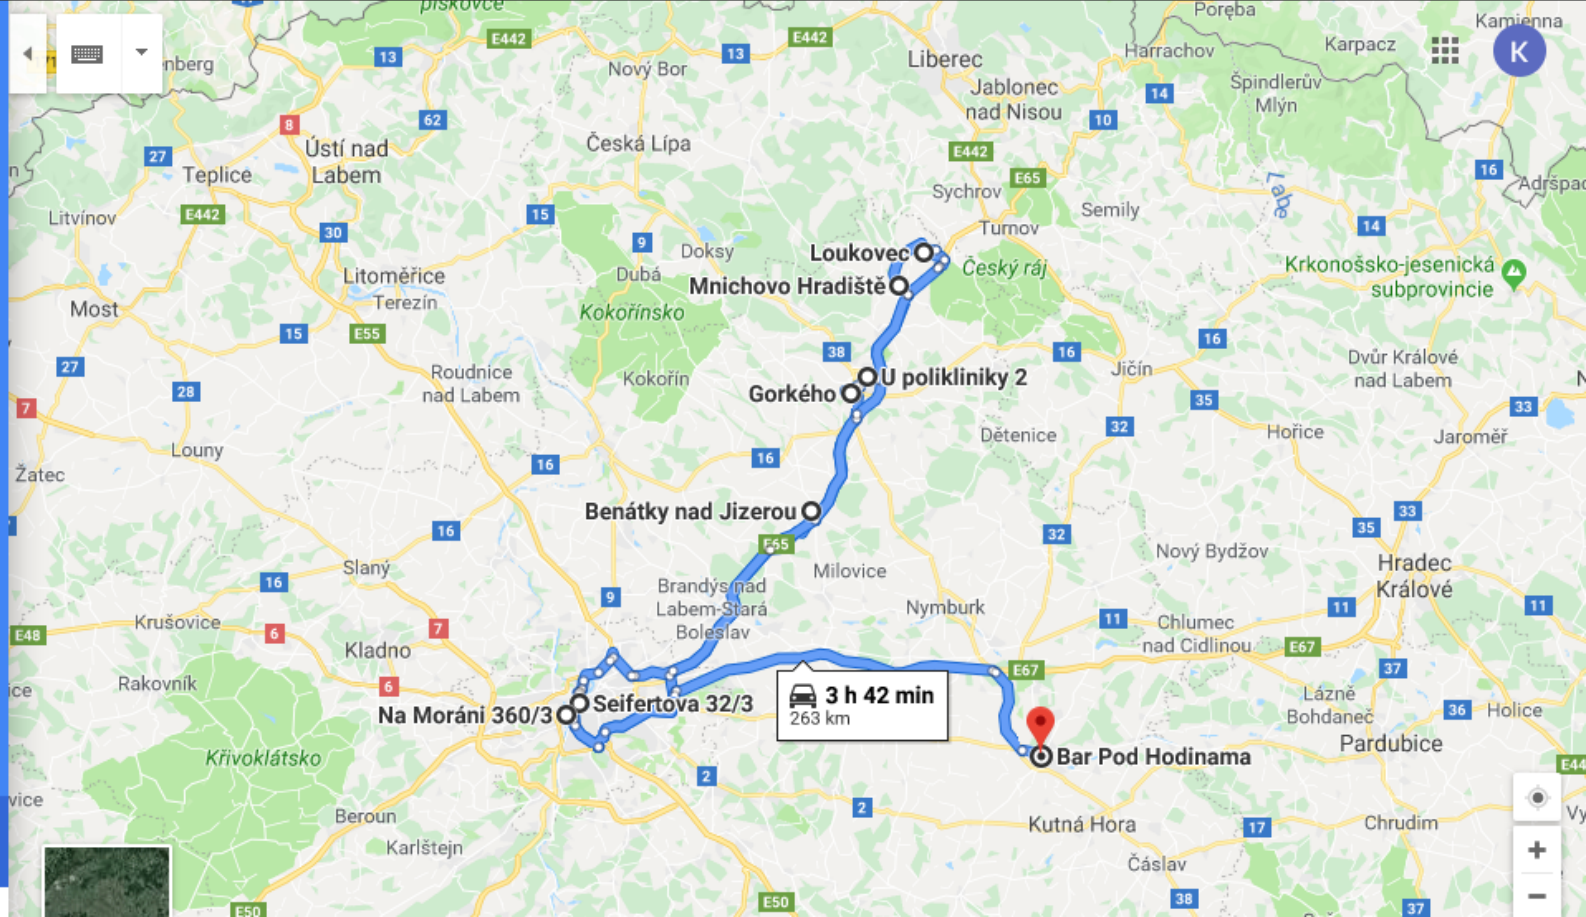 pískovce
Poręba
Kamienna
E442
E442
13
13
Liberec
Harrachov
Karpacz
K
nberg
Nový Bor
Jablonec
nad Nisou
14
Špindlerův
Mlýn
62
10
8
Ústí nad
Labem
Česká Lípa
E442
27
Teplice
16
E65
Sychrov
Labe
Adršpac
Litvínov
E442
15
Semily
30
9
Doksy
Turnov
14
Loukovec
Litoměřice
Terezín
Dubá
Český ráj
Krkonošsko-jesenická
subprovincie
Mnichovo Hradiště
Most
Kokořínsko
15
E55
38
16
16
27
Roudnice
nad Labem
Kokořín
U polikliniky 2
Jičín
Dvůr Králové
nad Labem
28
Gorkého
35
33
7
32
Dětenice
Hořice
Jaroměř
Louny
16
16
Žatec
Benátky nad Jizerou
33
16
E65
32
35
Nový Bydžov
Slaný
Milovice
Hradec
Králové
16
9
Brandýs nad
Labem-Stará
Boleslav
Nymburk
11
11
11
Krušovice
7
Chlumec
nad Cidlinou
E48
6
Kladno
E67
E67
37
Rakovník
6
ice
Seifertova 32/3
3 h 42 min
263 km
Lázně
Bohdaneč
36
Holice
Na Moráni 360/3
Pardubice
Křivoklátsko
Bar Pod Hodinama
E44
2
vice
2
Beroun
Kutná Hora
17
Chrudim
Vy
Karlštejn
Čáslav
38
E50
E50
37